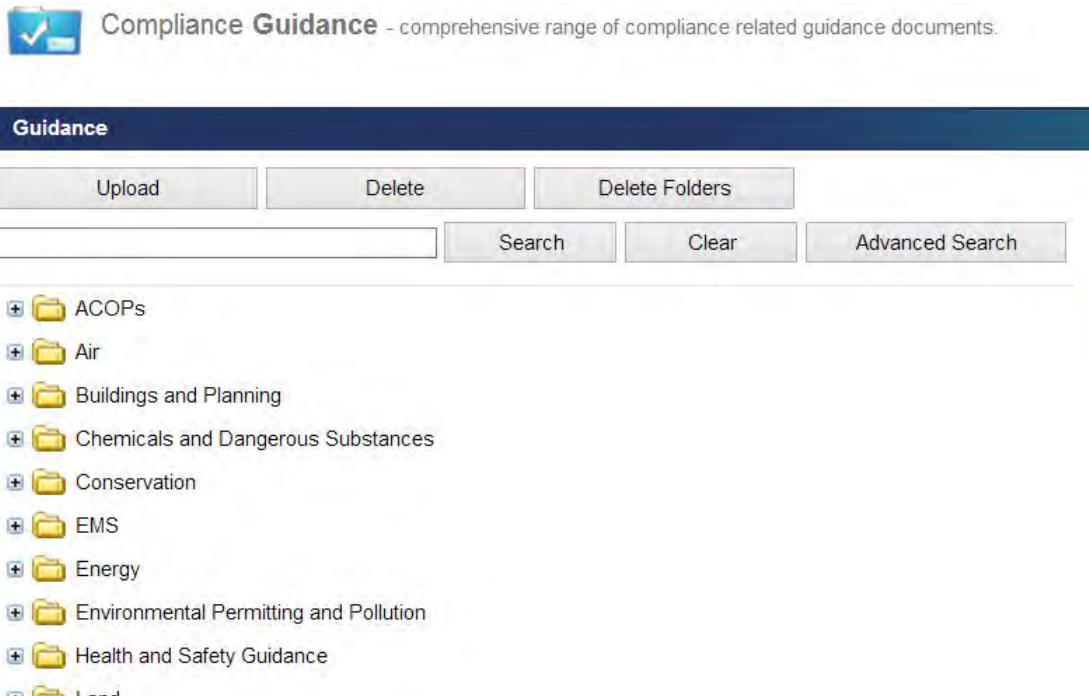 Compliance Guidance - comprehensive range of compliance related guidance documents.
Guidance
Upload Delete Delete Folders
Search Clear Advanced Search
ACOPs
Air
Buildings and Planning
Chemicals and Dangerous Substances
Conservation
EMS
Energy
Environmental Permitting and Pollution
Health and Safety Guidance